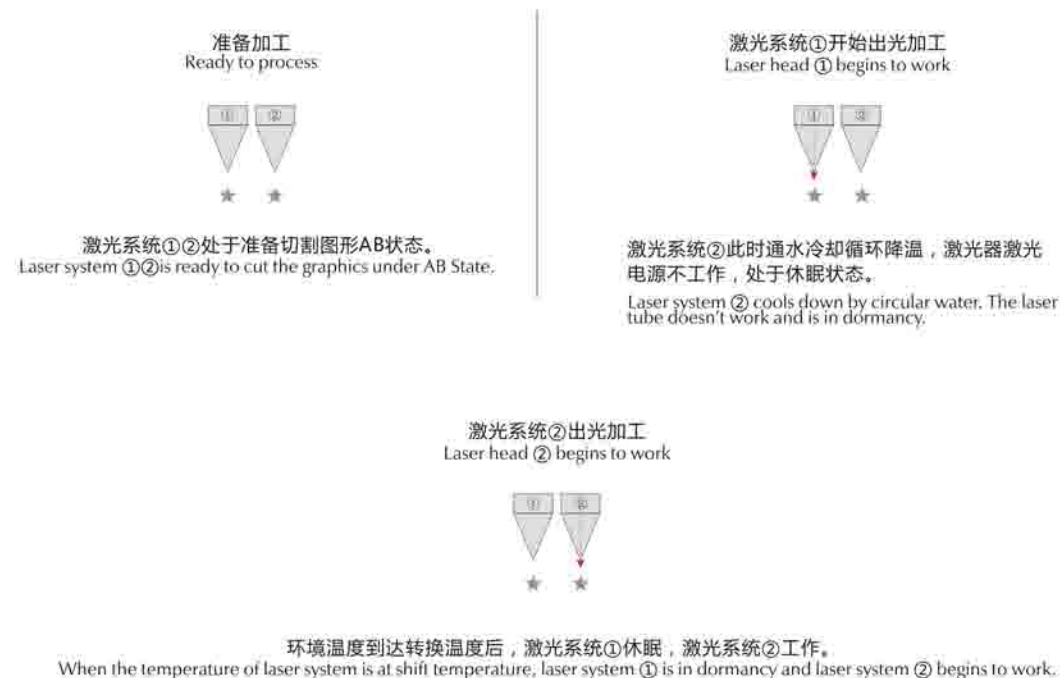 准备加工
Ready to process
① ②
激光系统①②处于准备切割图形AB状态。
Laser system ①②is ready to cut the graphics under AB State.
激光系统①开始出光加工
Laser head ① begins to work
① ②
激光系统②此时通水冷却循环降温，激光器激光
电源不工作，处于休眠状态。
Laser system ② cools down by circular water. The laser
tube doesn't work and is in dormancy.
激光系统②出光加工
Laser head ② begins to work
① ②
环境温度到达转换温度后，激光系统①休眠，激光系统②工作。
When the temperature of laser system is at shift temperature, laser system ① is in dormancy and laser system ② begins to work.